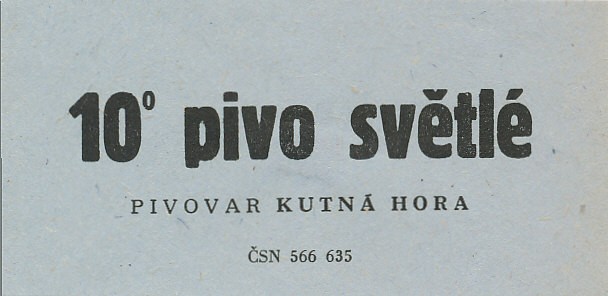 10° pivo světlé
PIVOVAR KUTNÁ HORA
ČSN 566 635